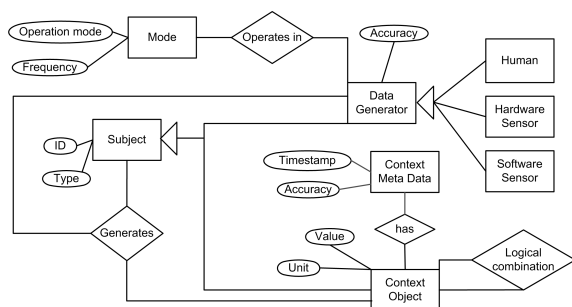 Operation mode
Mode
Operates in
Accuracy
Frequency
Human
Data
Generator
Hardware
Sensor
Subject
ID
Type
Timestamp
Context
Meta Data
Accuracy
Software
Sensor
Generates
has
Value
Unit
Context
Object
Logical
combination